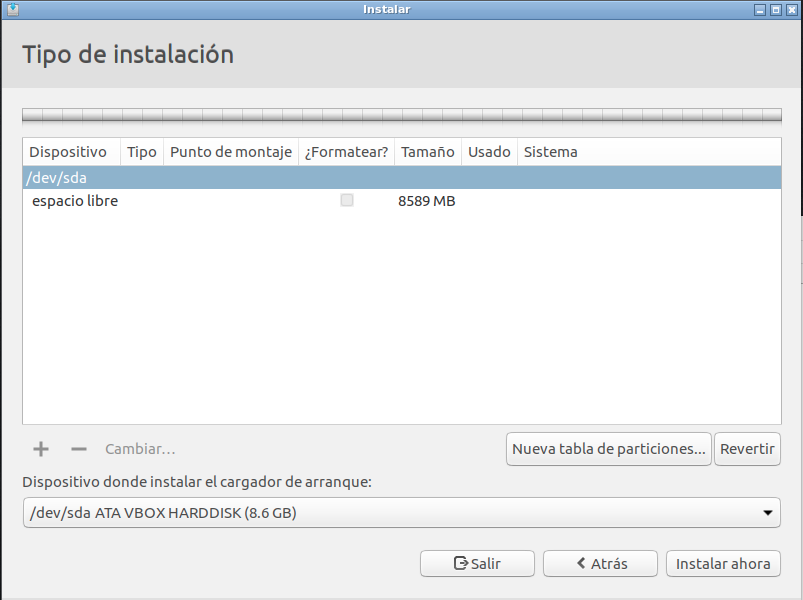 Instalar
Tipo de instalación
Dispositivo Tipo Punto de montaje ¿Formatear? Tamaño Usado Sistema
/dev/sda
espacio libre 8589 MB
+ − Cambiar... Nueva tabla de particiones... Revertir
Dispositivo donde instalar el cargador de arranque:
/dev/sda ATA VBOX HARDDISK (8.6 GB)
Salir Atrás Instalar ahora